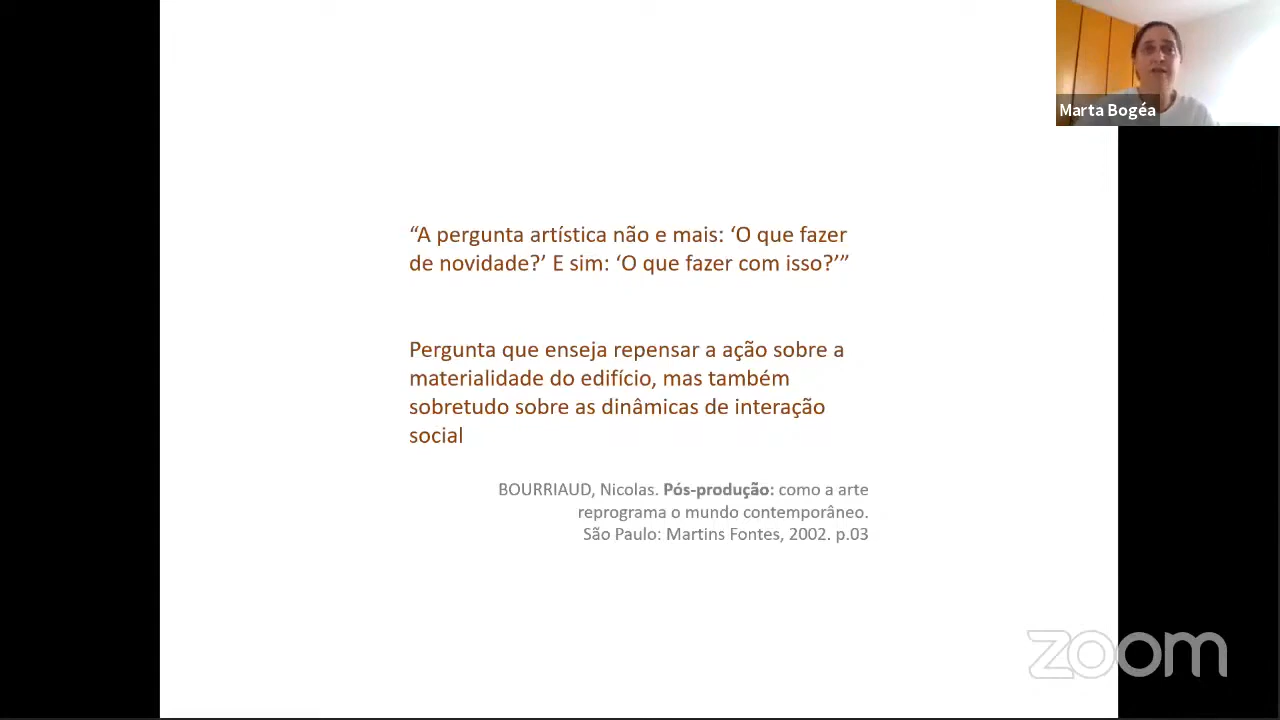 Marta Bogéa
“A pergunta artística não e mais: ‘O que fazer
de novidade?’ E sim: ‘O que fazer com isso?’”
Pergunta que enseja repensar a ação sobre a
materialidade do edifício, mas também
sobretudo sobre as dinâmicas de interação
social
BOURRIAUD, Nicolas. Pós-produção: como a arte
reprograma o mundo contemporâneo.
São Paulo: Martins Fontes, 2002. p.03
zoom